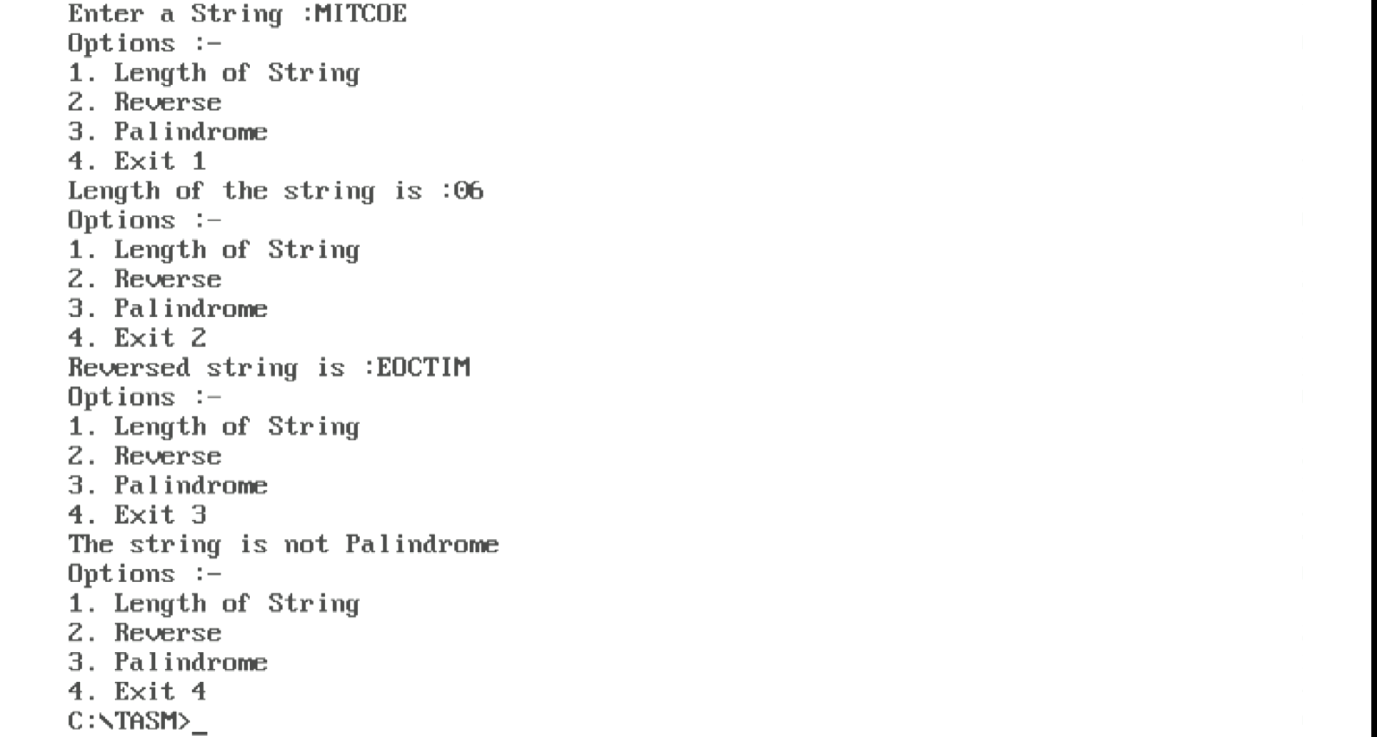 Enter a String :MITCOE
Options :-
1. Length of String
2. Reverse
3. Palindrome
4. Exit 1
Length of the string is :06
Options :-
1. Length of String
2. Reverse
3. Palindrome
4. Exit 2
Reversed string is :EOCTIM
Options :-
1. Length of String
2. Reverse
3. Palindrome
4. Exit 3
The string is not Palindrome
Options :-
1. Length of String
2. Reverse
3. Palindrome
4. Exit 4
C:\TASM>_